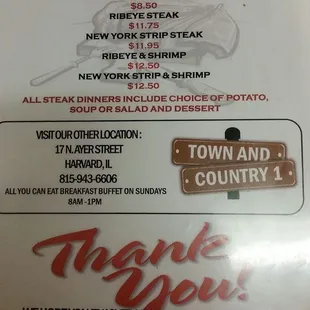 $8.50
RIBEYE STEAK
$11.75
NEW YORK STRIP STEAK
$11.95
RIBEYE & SHRIMP
$12.50
NEW YORK STRIP & SHRIMP
$12.50
ALL STEAK DINNERS INCLUDE CHOICE OF POTATO,
SOUP OR SALAD AND DESSERT
VISIT OUR OTHER LOCATION :
17 N. AYER STREET
HARVARD, IL
815-943-6606
ALL YOU CAN EAT BREAKFAST BUFFET ON SUNDAYS
8AM -1PM
TOWN AND
COUNTRY 1
Thank
You!